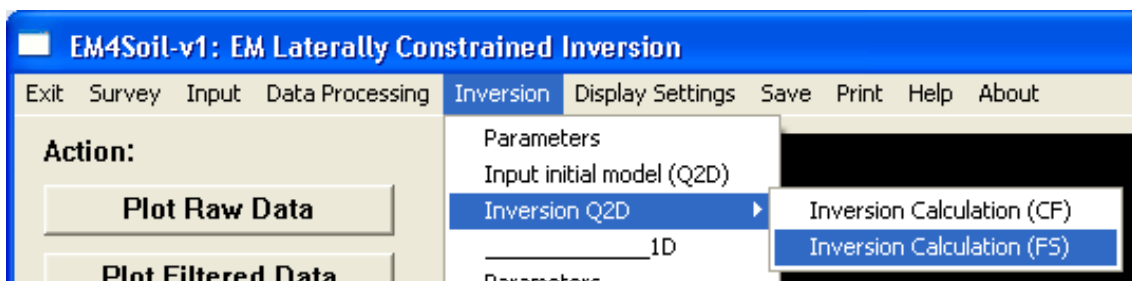 EM4Soil-v1: EM Laterally Constrained Inversion
Exit Survey Input Data Processing Inversion Display Settings Save Print Help About
Action:
Plot Raw Data
Plot Filtered Data
Parameters
Input initial model (Q2D)
Inversion Q2D
____________1D
Parameters
Inversion Calculation (CF)
Inversion Calculation (FS)